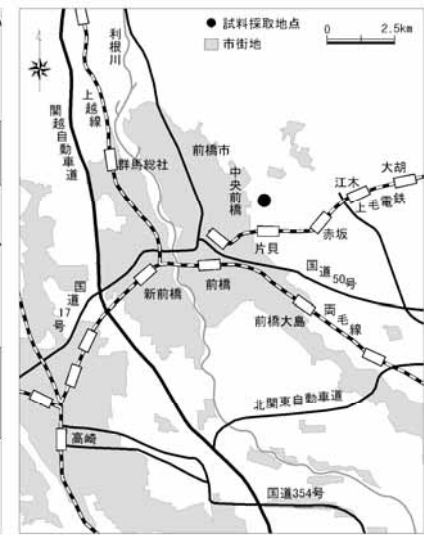 試料採取地点
市街地
0 2.5km
利根川
上越線
関越自動車道
群馬総社
前橋市
中央前橋
大胡
江木
上毛電鉄
赤坂
片貝
国道50号
国道17号
新前橋
前橋
前橋大島
両毛線
北関東自動車道
高崎
国道354号